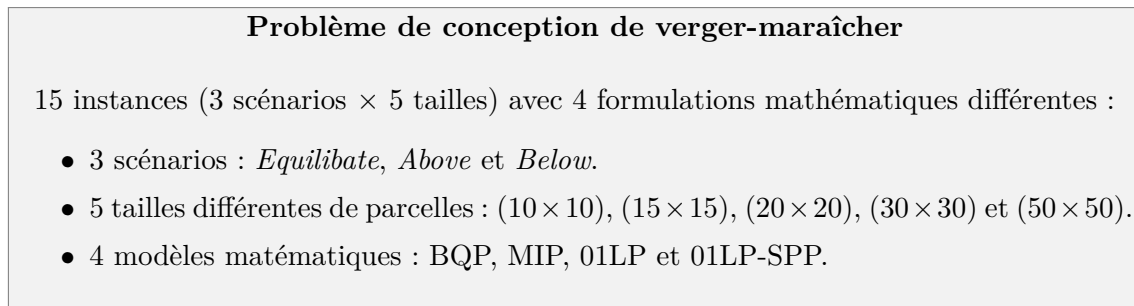 Problème de conception de verger-maraîcher
15 instances (3 scénarios × 5 tailles) avec 4 formulations mathématiques différentes :
• 3 scénarios : Equilibate, Above et Below.
• 5 tailles différentes de parcelles : (10×10), (15×15), (20×20), (30×30) et (50×50).
• 4 modèles matématiques : BQP, MIP, 01LP et 01LP-SPP.